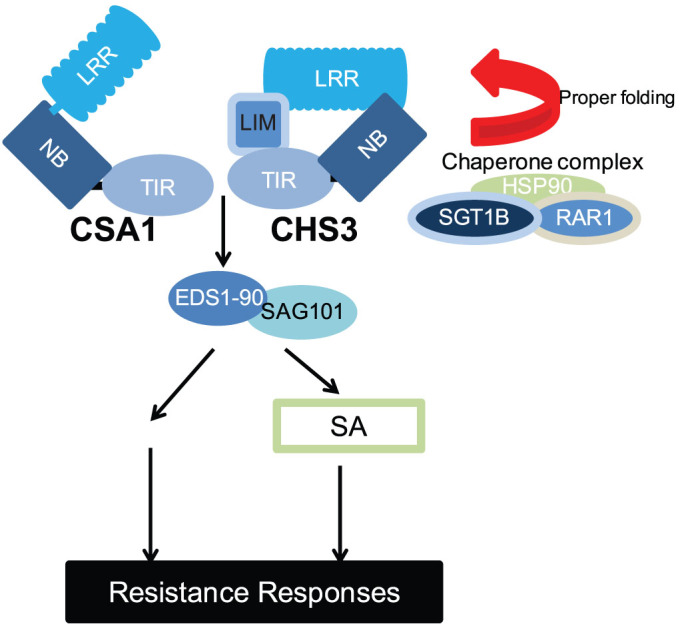 LRR
NB
TIR
CSA1
LRR
LIM
NB
TIR
CHS3
Proper folding
Chaperone complex
HSP90
SGT1B
RAR1
EDS1-90
SAG101
SA
Resistance Responses